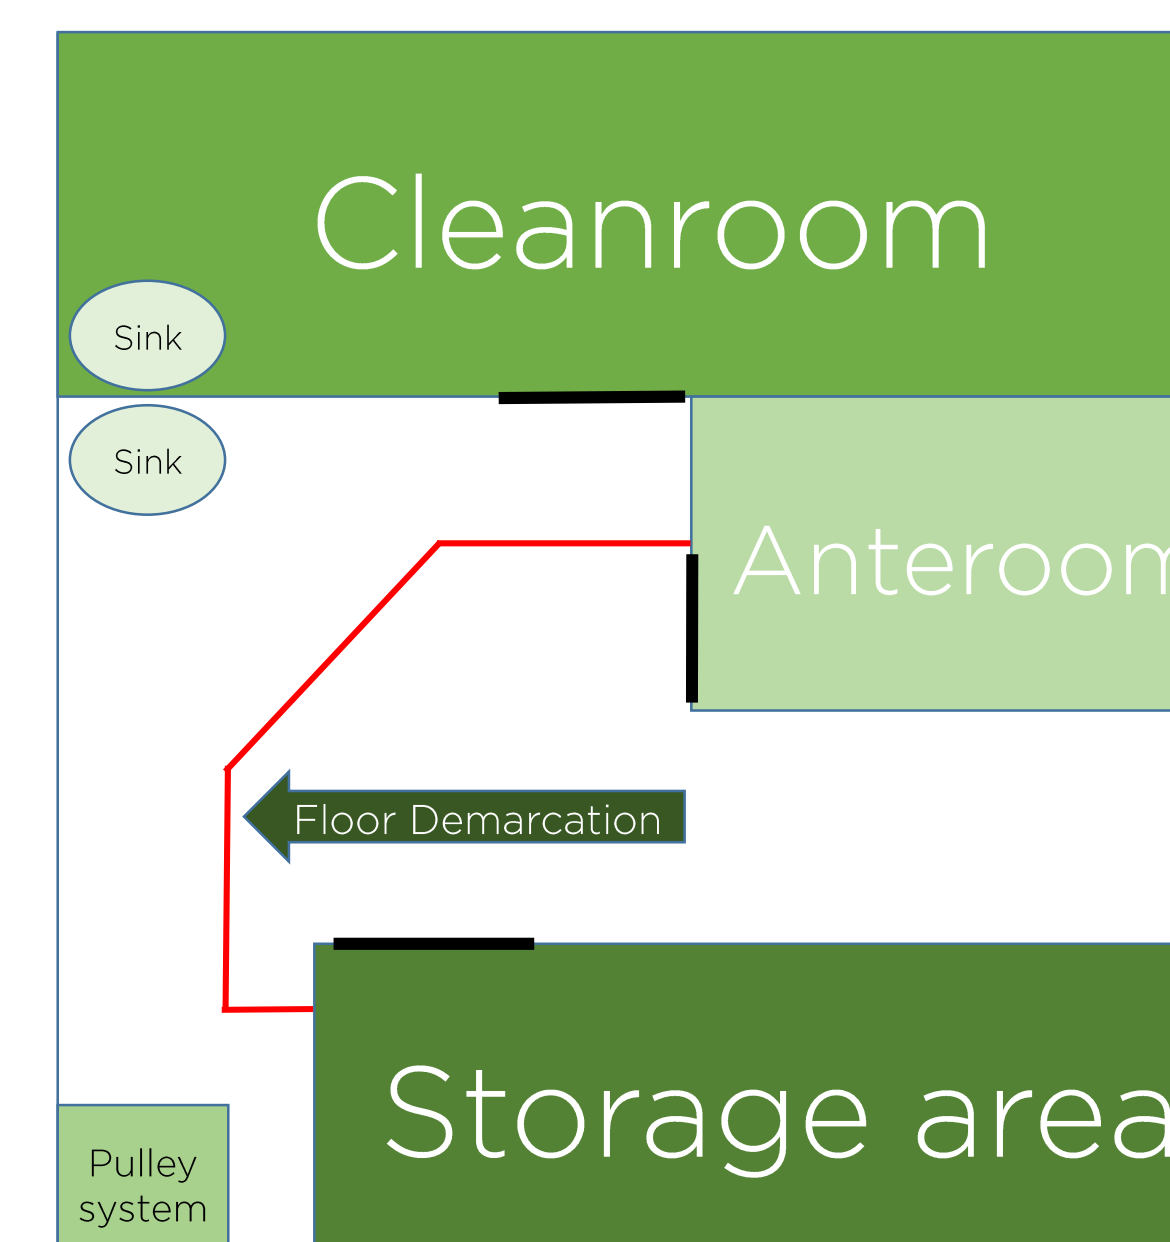 Cleanroom
Sink
Sink
Anteroom
Floor Demarcation
Storage area
Pulley
system